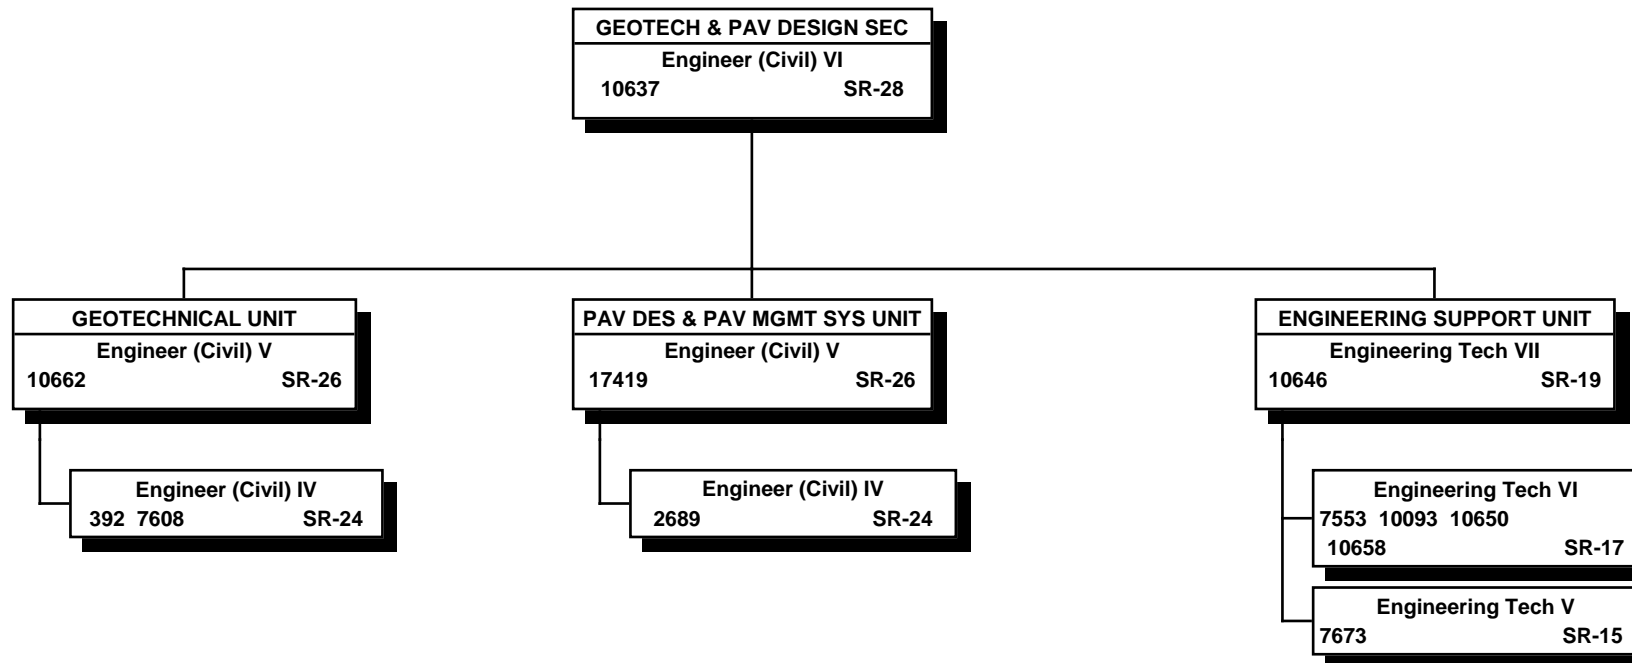 GEOTECH & PAV DESIGN SEC
Engineer (Civil) VI
10637 SR-28
GEOTECHNICAL UNIT
Engineer (Civil) V
10662 SR-26
Engineer (Civil) IV
392 7608 SR-24
PAV DES & PAV MGMT SYS UNIT
Engineer (Civil) V
17419 SR-26
Engineer (Civil) IV
2689 SR-24
ENGINEERING SUPPORT UNIT
Engineering Tech VII
10646 SR-19
Engineering Tech VI
7553 10093 10650
10658 SR-17
Engineering Tech V
7673 SR-15